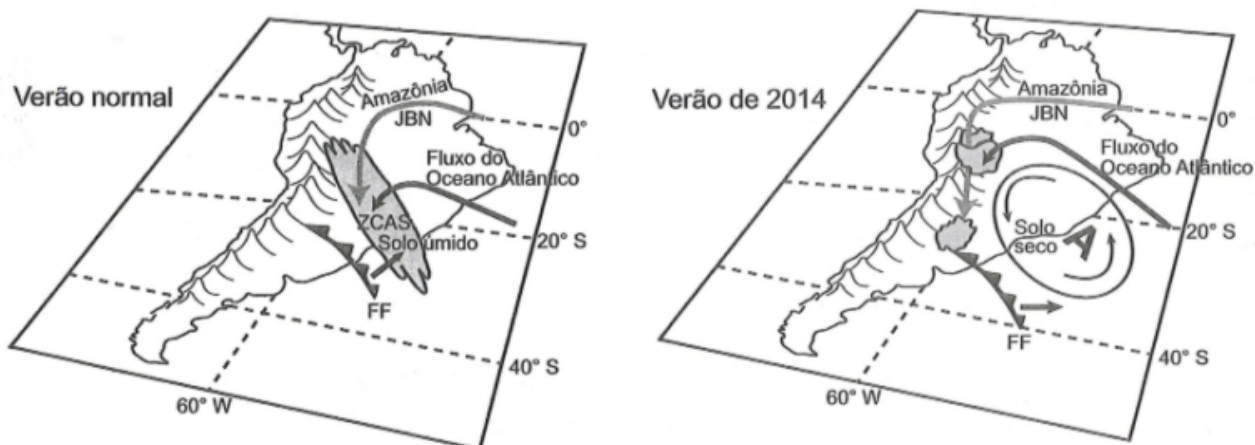 Verão normal
Amazônia
JBN
0°
Fluxo do
Oceano Atlântico
ZCAS
Solo úmido
20° S
FF
40° S
60° W
Verão de 2014
Amazônia
JBN
0°
Fluxo do
Oceano Atlântico
Solo
seco
A
20° S
FF
40° S
60° W